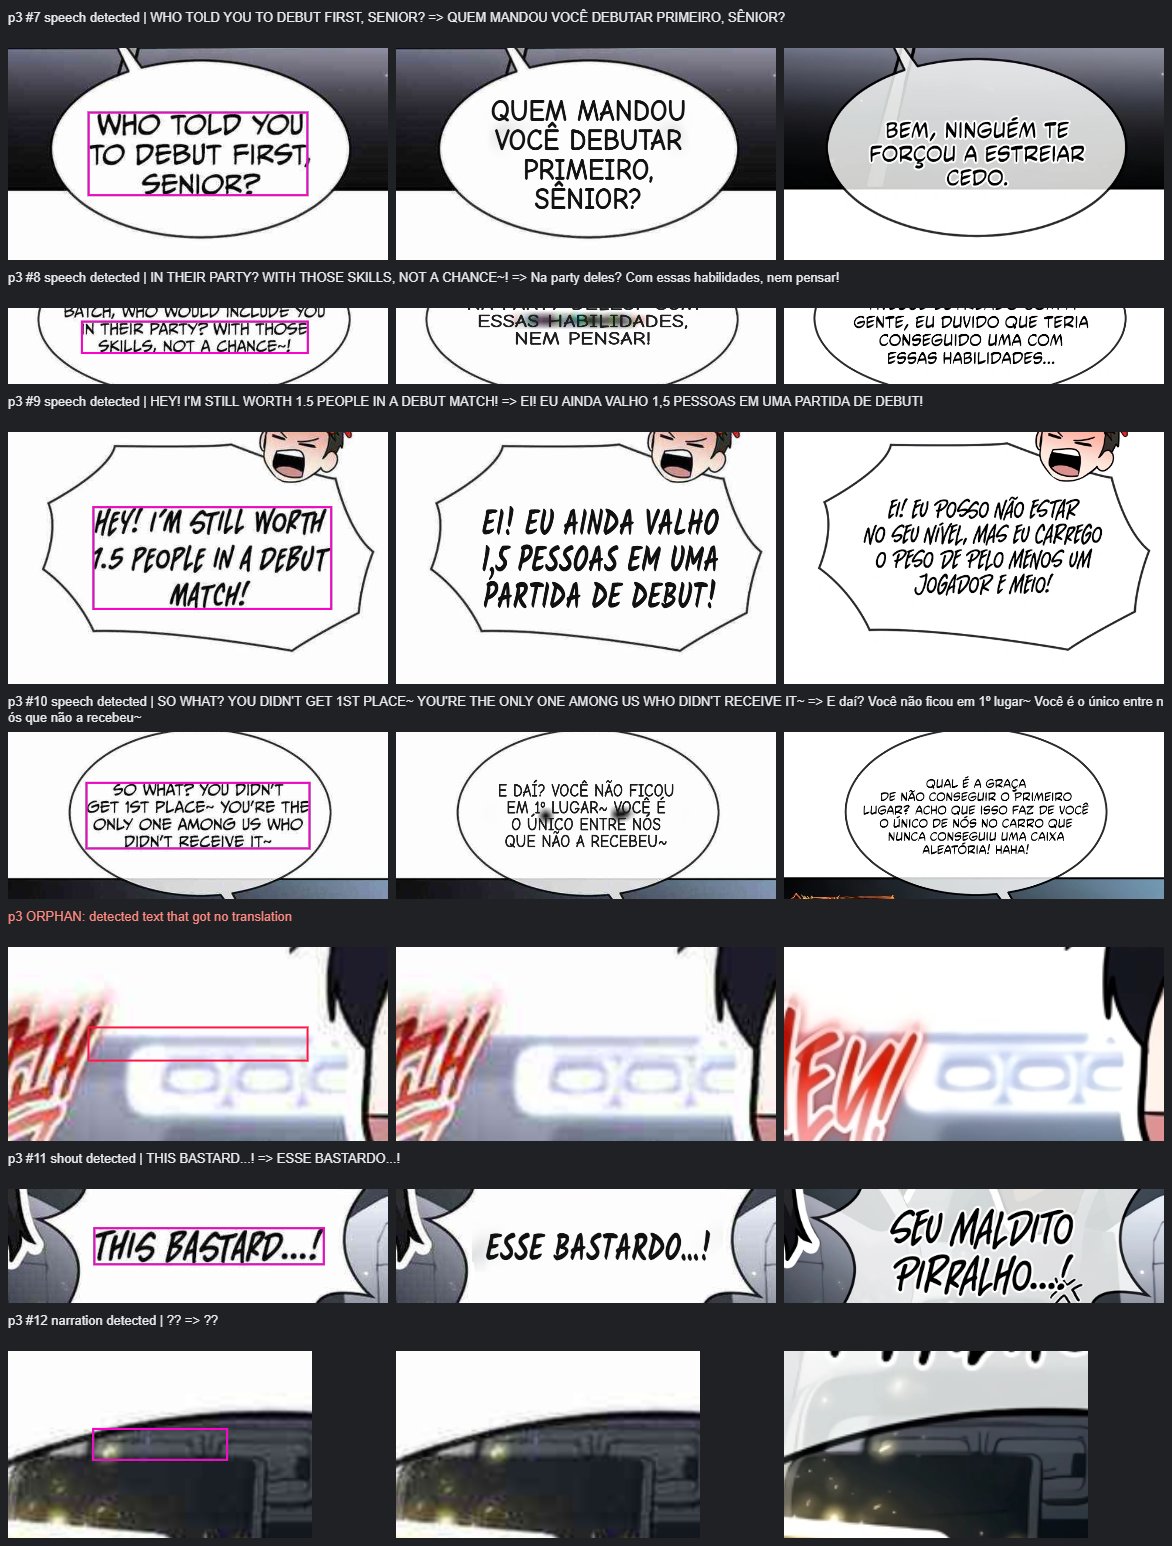 p3 #7 speech detected | WHO TOLD YOU TO DEBUT FIRST, SENIOR? => QUEM MANDOU VOCÊ DEBUTAR PRIMEIRO, SÊNIOR?
WHO TOLD YOU
TO DEBUT FIRST,
SENIOR?
QUEM MANDOU
VOCÊ DEBUTAR
PRIMEIRO,
SÊNIOR?
BEM, NINGUÉM TE
FORÇOU A ESTREIAR
CEDO.
p3 #8 speech detected | IN THEIR PARTY? WITH THOSE SKILLS, NOT A CHANCE~! => Na party deles? Com essas habilidades, nem pensar!
BATCH, WHO WOULD INCLUDE YOU
IN THEIR PARTY? WITH THOSE
SKILLS, NOT A CHANCE~!
ESSAS HABILIDADES,
NEM PENSAR!
GENTE, EU DUVIDO QUE TERIA
CONSEGUIDO UMA COM
ESSAS HABILIDADES...
p3 #9 speech detected | HEY! I'M STILL WORTH 1.5 PEOPLE IN A DEBUT MATCH! => EI! EU AINDA VALHO 1,5 PESSOAS EM UMA PARTIDA DE DEBUT!
HEY! I'M STILL WORTH
1.5 PEOPLE IN A DEBUT
MATCH!
EI! EU AINDA VALHO
1,5 PESSOAS EM UMA
PARTIDA DE DEBUT!
EI! EU POSSO NÃO ESTAR
NO SEU NÍVEL, MAS EU CARREGO
O PESO DE PELO MENOS UM
JOGADOR E MEIO!
p3 #10 speech detected | SO WHAT? YOU DIDN'T GET 1ST PLACE~ YOU'RE THE ONLY ONE AMONG US WHO DIDN'T RECEIVE IT~ => E daí? Você não ficou em 1º lugar~ Você é o único entre n
ós que não a recebeu~
SO WHAT? YOU DIDN'T
GET 1ST PLACE~ YOU'RE THE
ONLY ONE AMONG US WHO
DIDN'T RECEIVE IT~
E DAÍ? VOCÊ NÃO FICOU
EM 1º LUGAR~ VOCÊ É
O ÚNICO ENTRE NÓS
QUE NÃO A RECEBEU~
QUAL É A GRAÇA
DE NÃO CONSEGUIR O PRIMEIRO
LUGAR? ACHO QUE ISSO FAZ DE VOCÊ
O ÚNICO DE NÓS NO CARRO QUE
NUNCA CONSEGUIU UMA CAIXA
ALEATÓRIA! HAHA!
p3 ORPHAN: detected text that got no translation
p3 #11 shout detected | THIS BASTARD...! => ESSE BASTARDO...!
THIS BASTARD...!
ESSE BASTARDO...!
SEU MALDITO
PIRRALHO...!
p3 #12 narration detected | ?? => ??